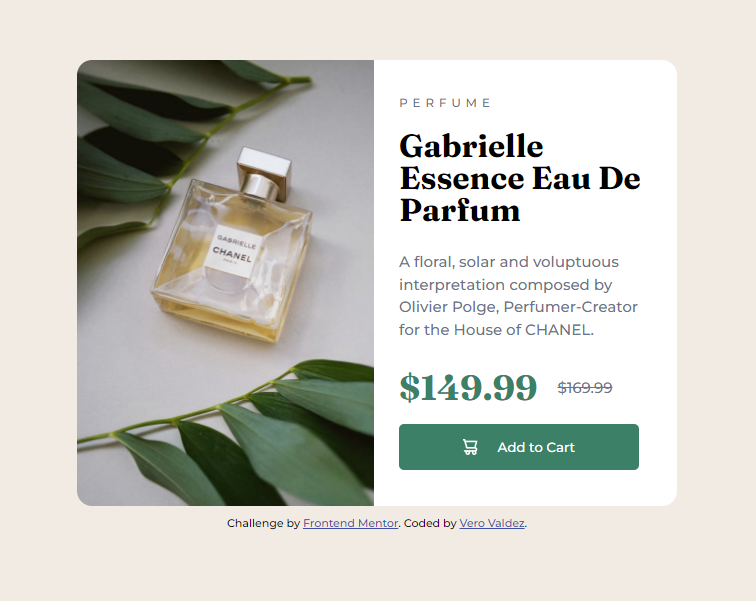 GABRIELLE
CHANEL
PARIS
PERFUME
Gabrielle
Essence Eau De
Parfum
A floral, solar and voluptuous
interpretation composed by
Olivier Polge, Perfumer-Creator
for the House of CHANEL.
$149.99 $169.99
Add to Cart
Challenge by Frontend Mentor. Coded by Vero Valdez.